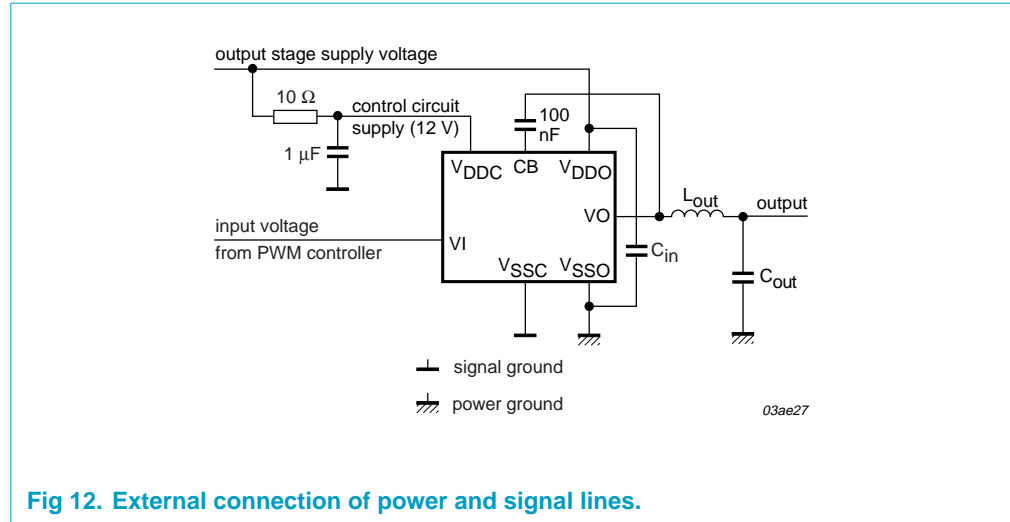 output stage supply voltage
10 Ω
control circuit
supply (12 V)
100
nF
1 μF
VDDC
CB
VDDO
Lout
output
VO
input voltage
from PWM controller
VI
Cin
VSSC
VSSO
Cout
signal ground
power ground
03ae27
Fig 12. External connection of power and signal lines.